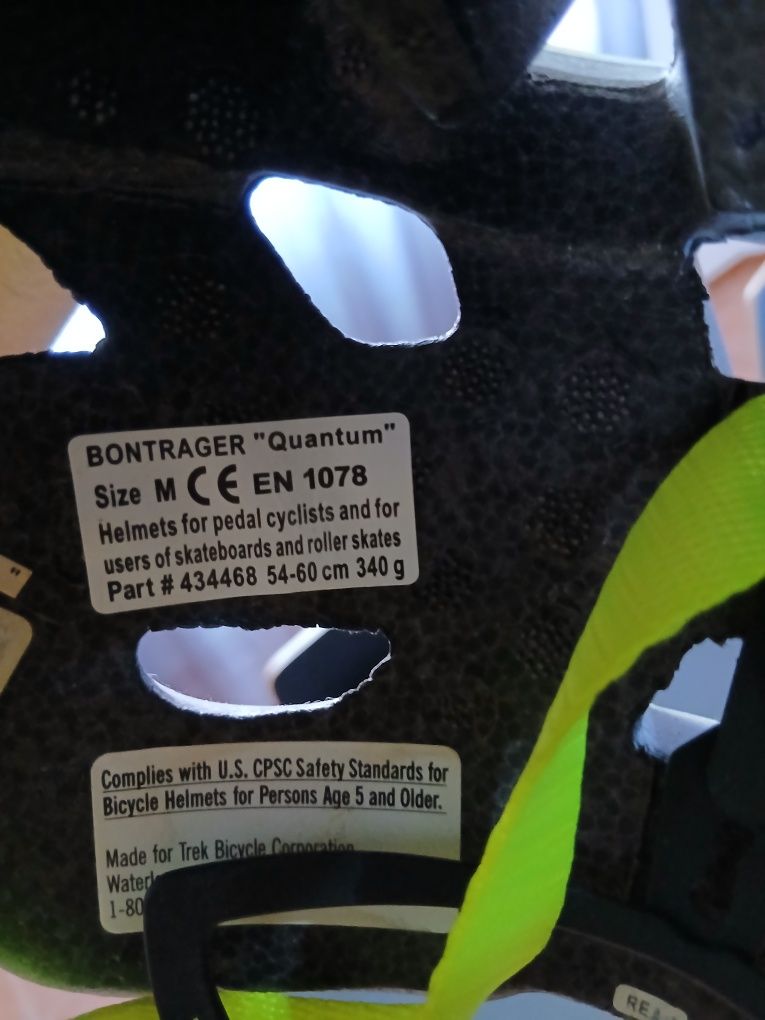 BONTRAGER "Quantum"
Size M CE EN 1078
Helmets for pedal cyclists and for
users of skateboards and roller skates
Part # 434468 54-60 cm 340 g
"
Complies with U.S. CPSC Safety Standards for
Bicycle Helmets for Persons Age 5 and Older.
Made for Trek Bicycle Corporation
1-80